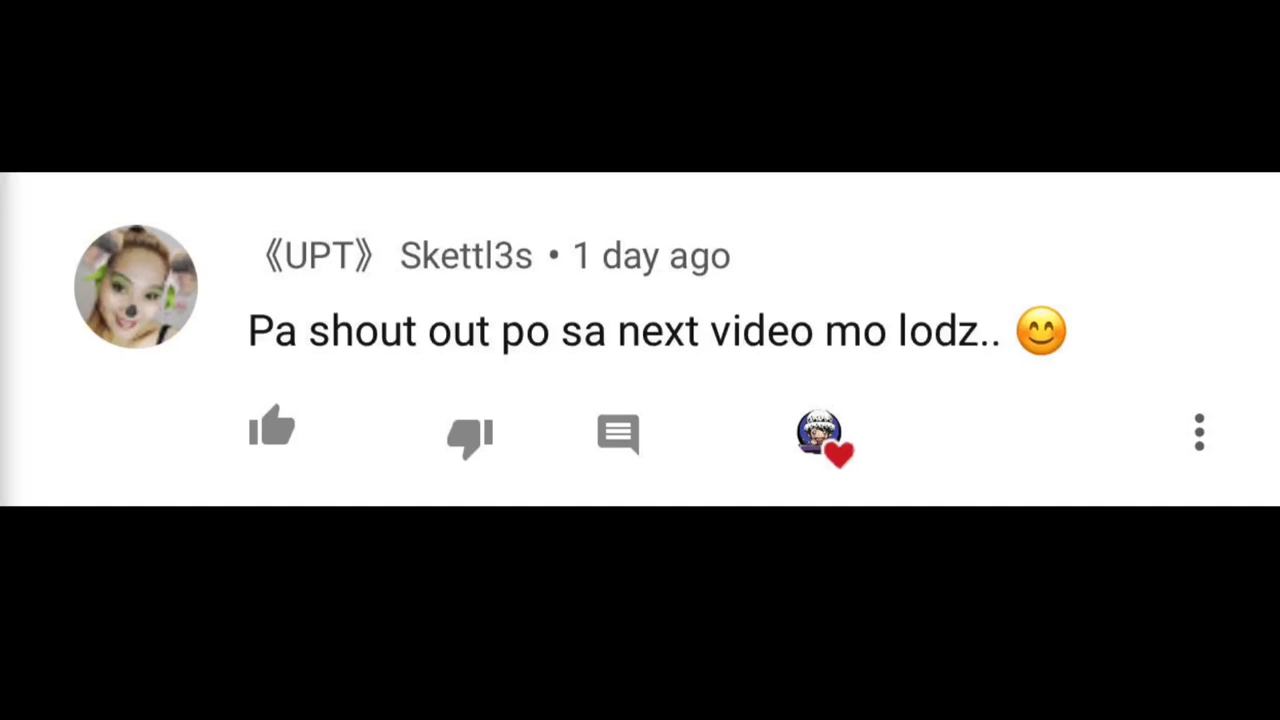 《UPT》 Skettl3s • 1 day ago
Pa shout out po sa next video mo lodz.. 😊